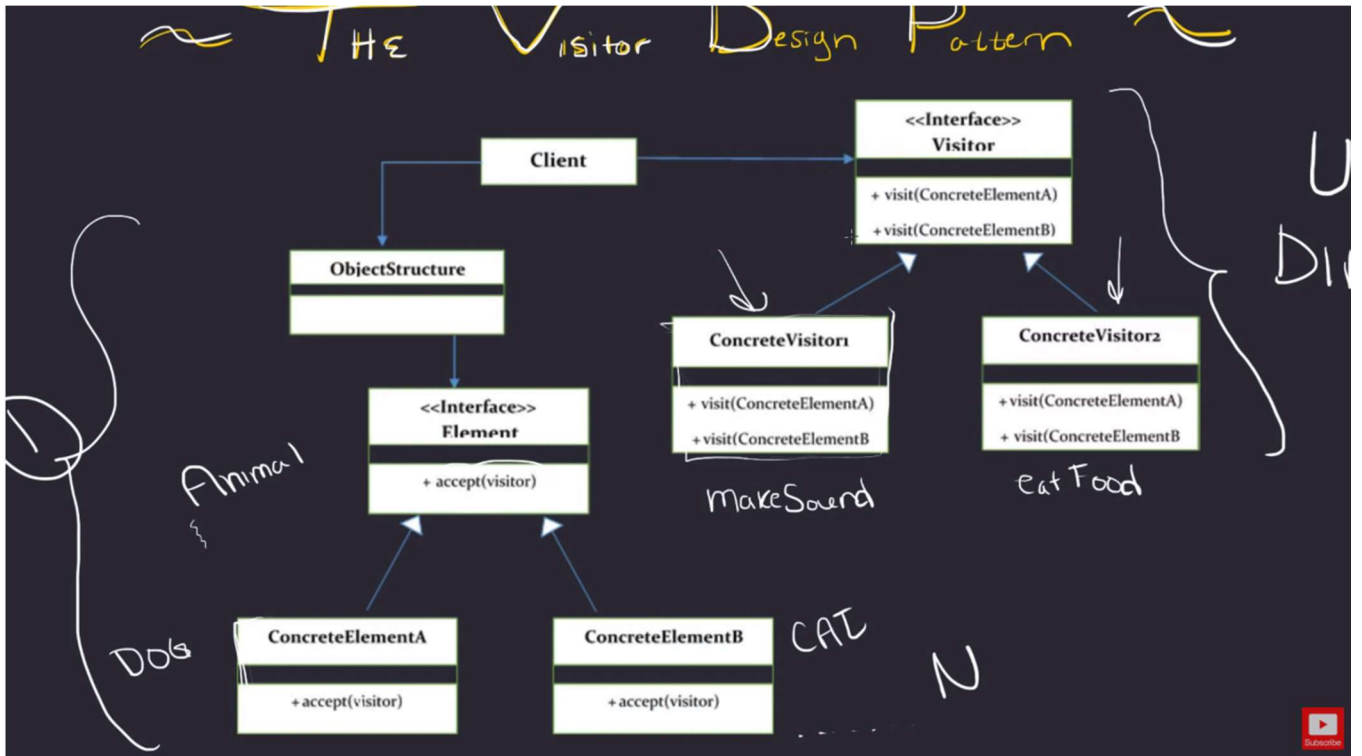 THE VISITOR DESIGN PATTERN
Client
<<Interface>>
Visitor
+ visit(ConcreteElementA)
+visit(ConcreteElementB)
U
ObjectStructure
ConcreteVisitor1
+ visit(ConcreteElementA)
+visit(ConcreteElementB
makeSound
ConcreteVisitor2
+visit(ConcreteElementA)
+ visit(ConcreteElementB
eatFood
<<Interface>>
Element
+ accept(visitor)
Animal
ConcreteElementA
+accept(visitor)
DOG
ConcreteElementB
+accept(visitor)
CAT
N
Subscribe